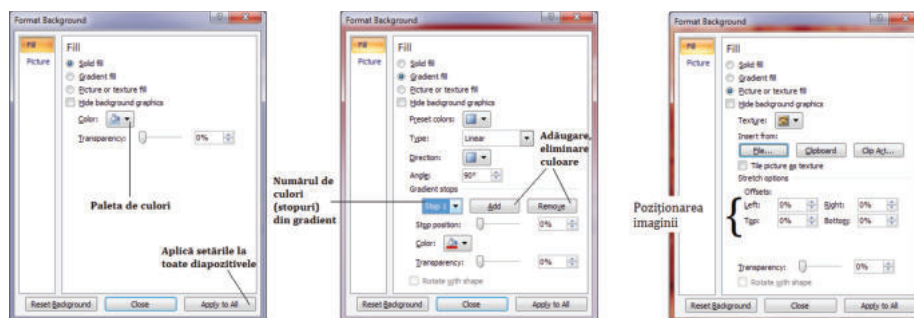 Format Background
Fill
Picture
Fill
Solid fill
Gradient fill
Picture or texture fill
Hide background graphics
Color:
Transparency: 0%
Paleta de culori
Aplică setările la
toate diapozitivele
Reset Background Close Apply to All
Format Background
Fill
Picture
Fill
Solid fill
Gradient fill
Picture or texture fill
Hide background graphics
Preset colors:
Type: Linear
Direction:
Angle: 90°
Gradient stops
Stop 1 Add Remove
Stop position: 0%
Color:
Transparency: 0%
Rotate with shape
Adăugare,
eliminare
culoare
Numărul de
culori
(stopuri)
din gradient
Reset Background Close Apply to All
Format Background
Fill
Picture
Fill
Solid fill
Gradient fill
Picture or texture fill
Hide background graphics
Texture:
Insert from:
File... Clipboard Clip Art...
Tile picture as texture
Stretch options
Offsets:
Left: 0% Right: 0%
Top: 0% Bottom: 0%
Poziționarea
imaginii
Transparency: 0%
Rotate with shape
Reset Background Close Apply to All